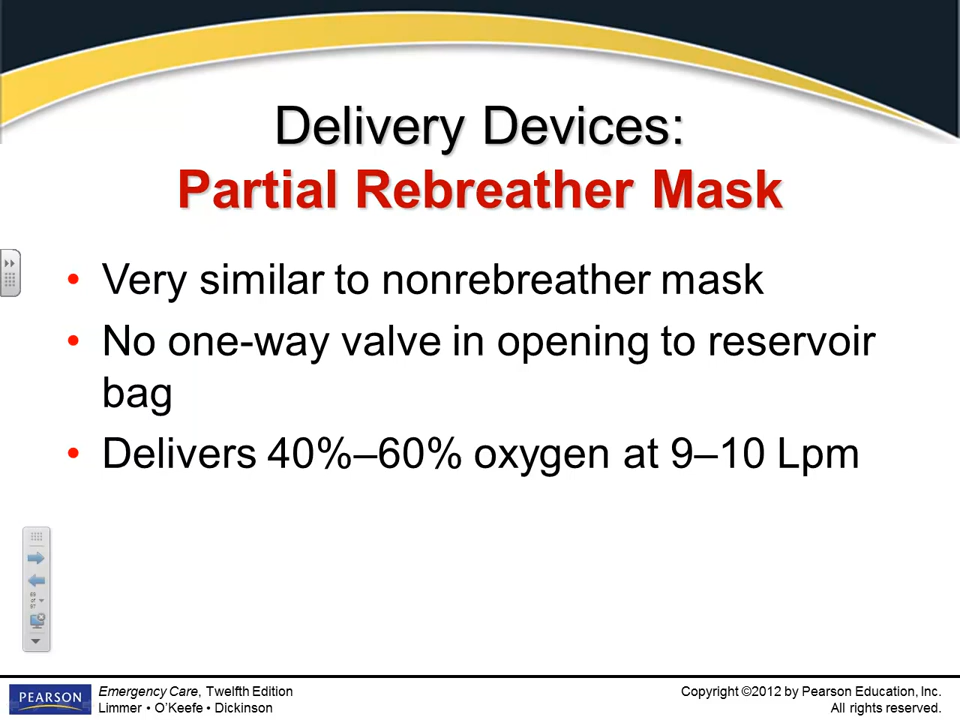 Delivery Devices:
Partial Rebreather Mask
• Very similar to nonrebreather mask
• No one-way valve in opening to reservoir
bag
• Delivers 40%–60% oxygen at 9–10 Lpm
PEARSON
Emergency Care, Twelfth Edition
Limmer • O’Keefe • Dickinson
Copyright ©2012 by Pearson Education, Inc.
All rights reserved.